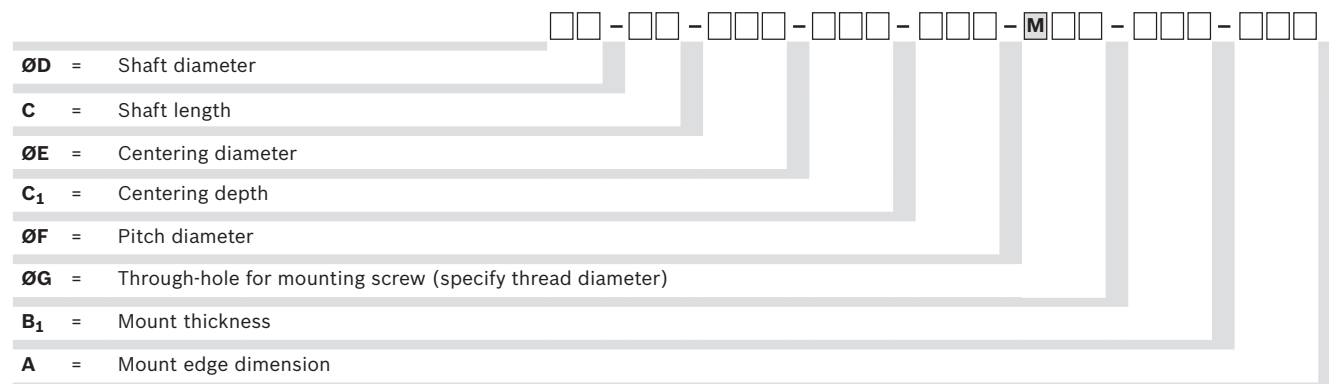 – – – – – M – –
ØD = Shaft diameter
C = Shaft length
ØE = Centering diameter
C₁ = Centering depth
ØF = Pitch diameter
ØG = Through-hole for mounting screw (specify thread diameter)
B₁ = Mount thickness
A = Mount edge dimension